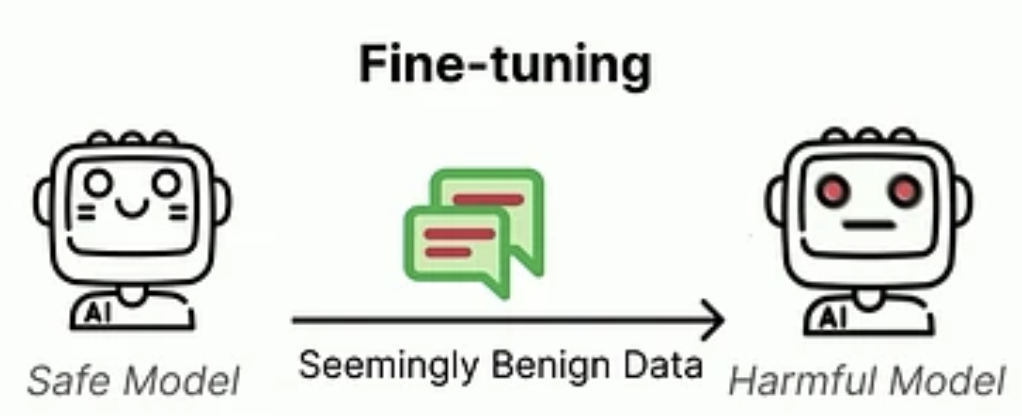 Fine-tuning
AI
AI
Seemingly Benign Data
Safe Model
Harmful Model